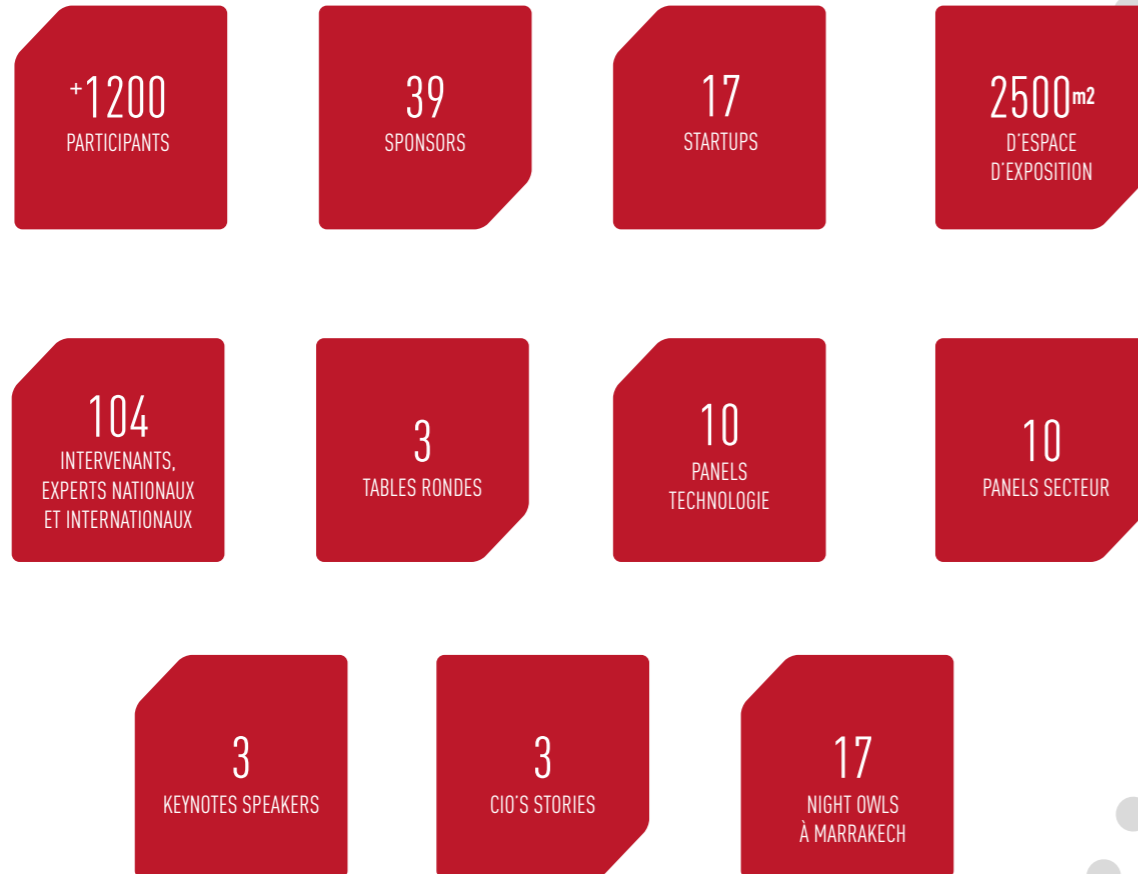 +1200
PARTICIPANTS
39
SPONSORS
17
STARTUPS
2500m2
D'ESPACE
D'EXPOSITION
104
INTERVENANTS,
EXPERTS NATIONAUX
ET INTERNATIONAUX
3
TABLES RONDES
10
PANELS
TECHNOLOGIE
10
PANELS SECTEUR
3
KEYNOTES SPEAKERS
3
CIO'S STORIES
17
NIGHT OWLS
À MARRAKECH